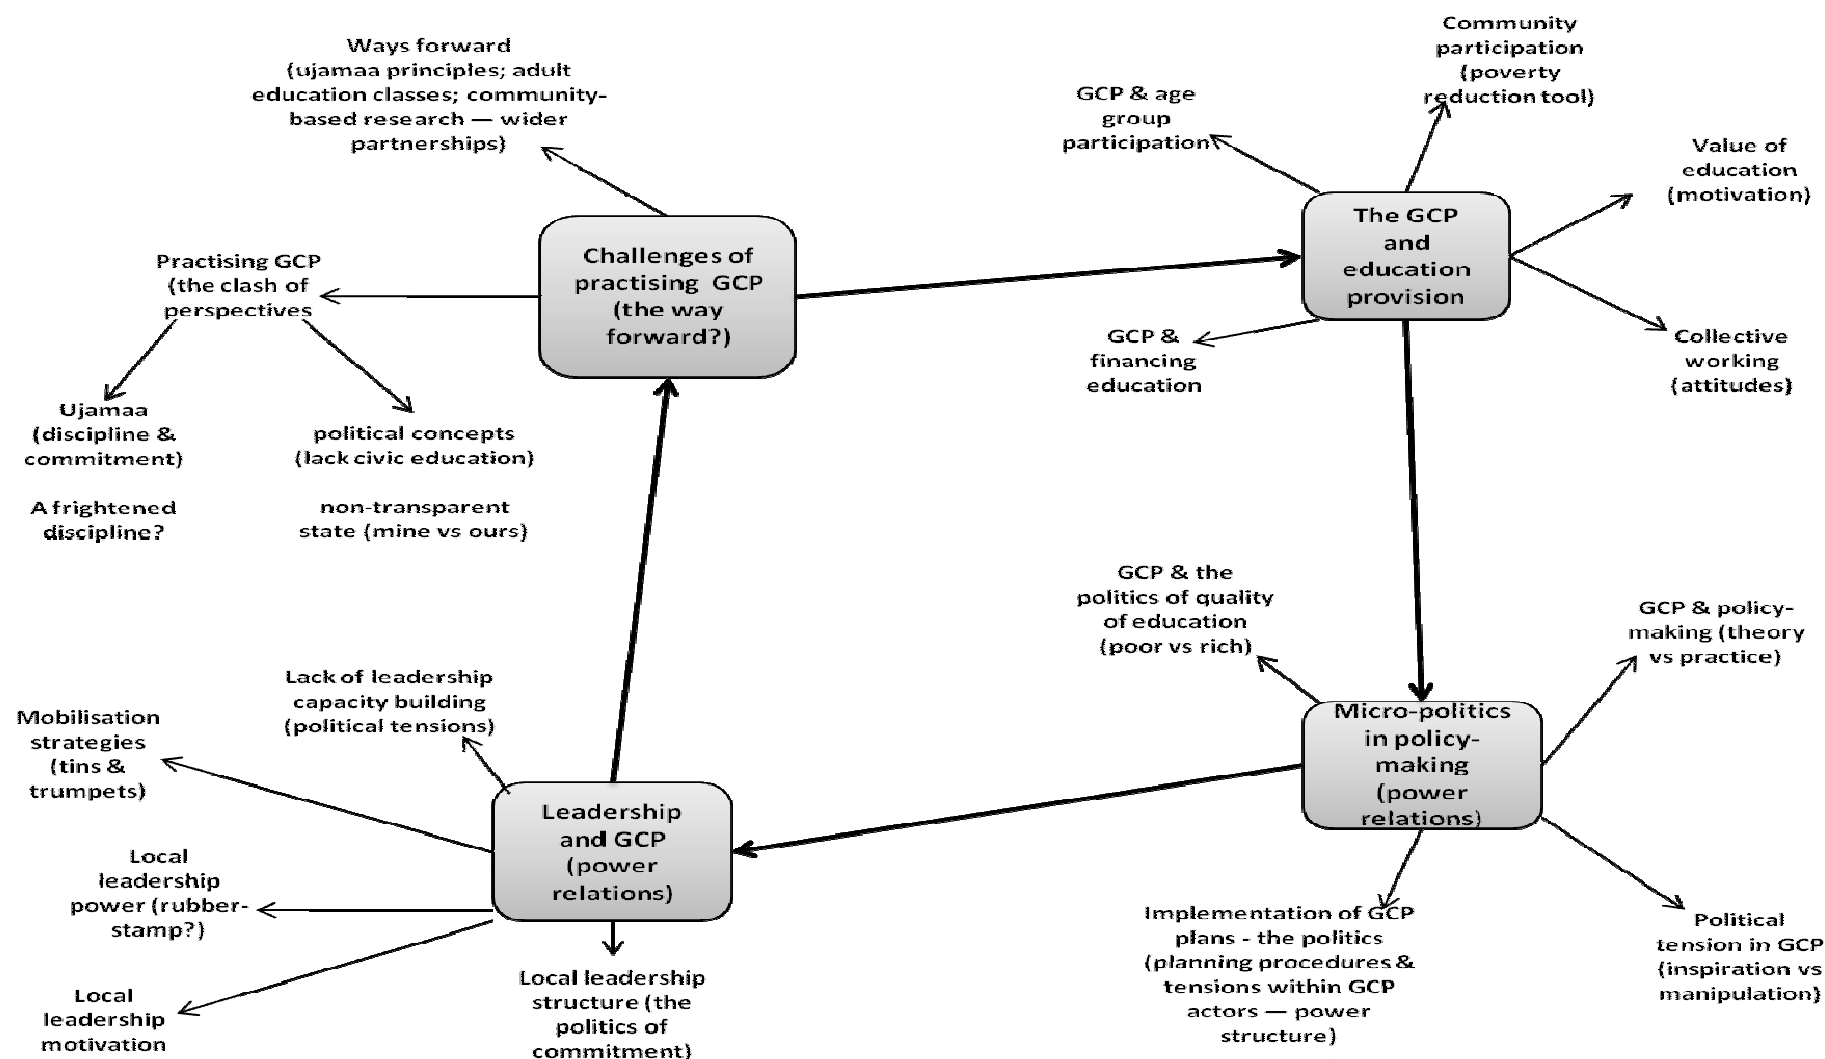 Ways forward
(ujamaa principles; adult
education classes; community-
based research — wider
partnerships)
Community
participation
(poverty
reduction tool)
GCP & age
group
participation
Value of
education
(motivation)
The GCP
and
education
provision
Challenges of
practising GCP
(the way
forward?)
Practising GCP
(the clash of
perspectives
GCP &
financing
education
Collective
working
(attitudes)
Ujamaa
(discipline &
commitment)
A frightened
discipline?
political concepts
(lack civic education)
non-transparent
state (mine vs ours)
GCP & the
politics of quality
of education
(poor vs rich)
GCP & policy-
making (theory
vs practice)
Lack of leadership
capacity building
(political tensions)
Mobilisation
strategies
(tins &
trumpets)
Micro-politics
in policy-
making
(power
relations)
Leadership
and GCP
(power
relations)
Local
leadership
power (rubber-
stamp?)
Local
leadership
motivation
Local leadership
structure (the
politics of
commitment)
Implementation of GCP
plans - the politics
(planning procedures &
tensions within GCP
actors — power
structure)
Political
tension in GCP
(inspiration vs
manipulation)